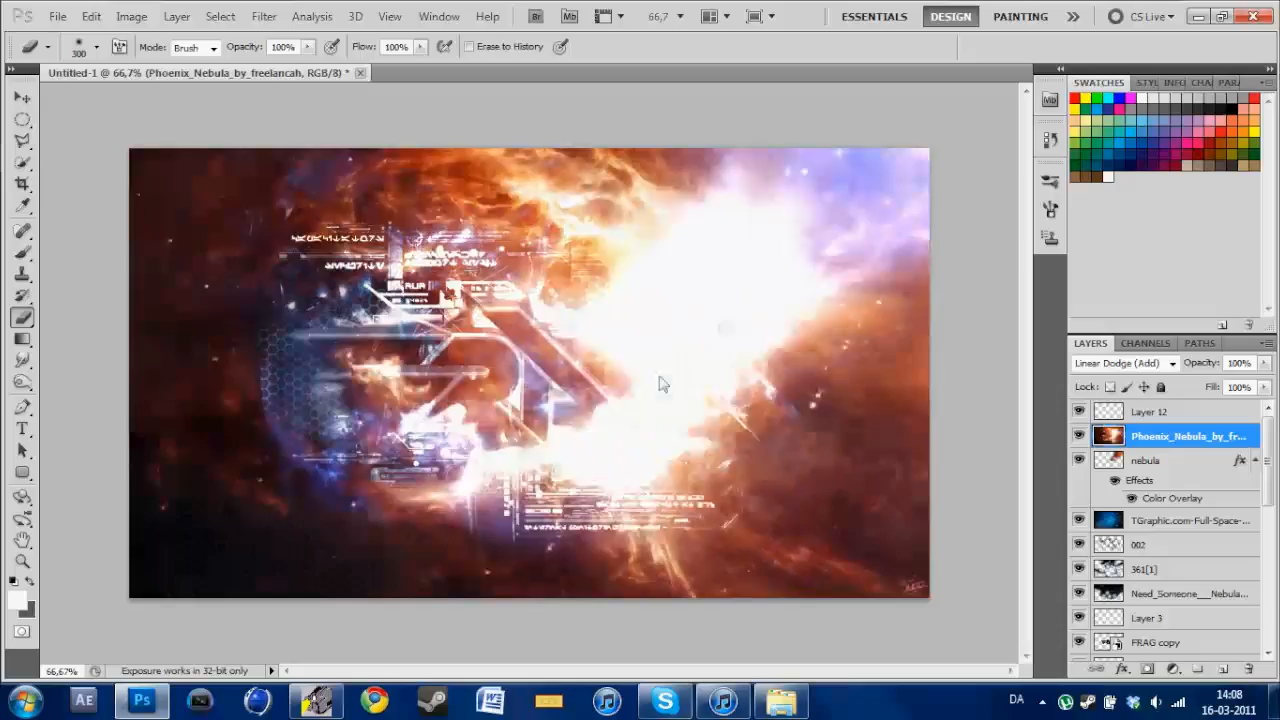 Ps File Edit Image Layer Select Filter Analysis 3D View Window Help Br Mb 66,7 ESSENTIALS DESIGN PAINTING CS Live
300 Mode: Brush Opacity: 100% Flow: 100% Erase to History
Untitled-1 @ 66,7% (Phoenix_Nebula_by_freelancah, RGB/8) *
SWATCHES STYL INFO CHA PAR
Mb
LAYERS CHANNELS PATHS
Linear Dodge (Add) Opacity: 100%
Lock: Fill: 100%
Layer 12
Phoenix_Nebula_by_fr...
nebula fx
Effects
Color Overlay
TGraphic.com-Full-Space-...
002
361[1]
Need_Someone___Nebula...
Layer 3
FRAG copy
66,67% Exposure works in 32-bit only
AE Ps W S DA 14:08
16-03-2011